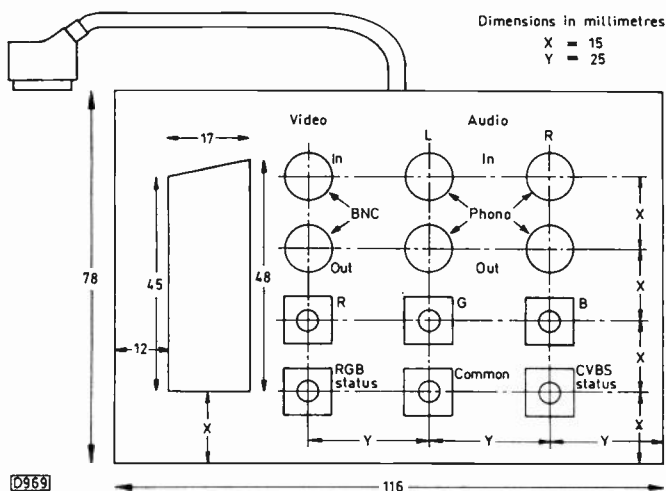 Dimensions in millimetres
X = 15
Y = 25
Video L Audio R
17
In In
BNC Phono
X
Out Out
78 45 48 X
R G B
12 X
RGB status Common CVBS status
X X
Y Y Y
D969
116